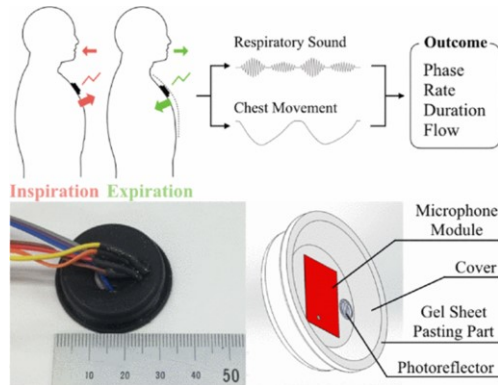 Respiratory Sound
Chest Movement
Outcome
Phase
Rate
Duration
Flow
Inspiration Expiration
10 20 30 40 50
Microphone
Module
Cover
Gel Sheet
Pasting Part
Photoreflector